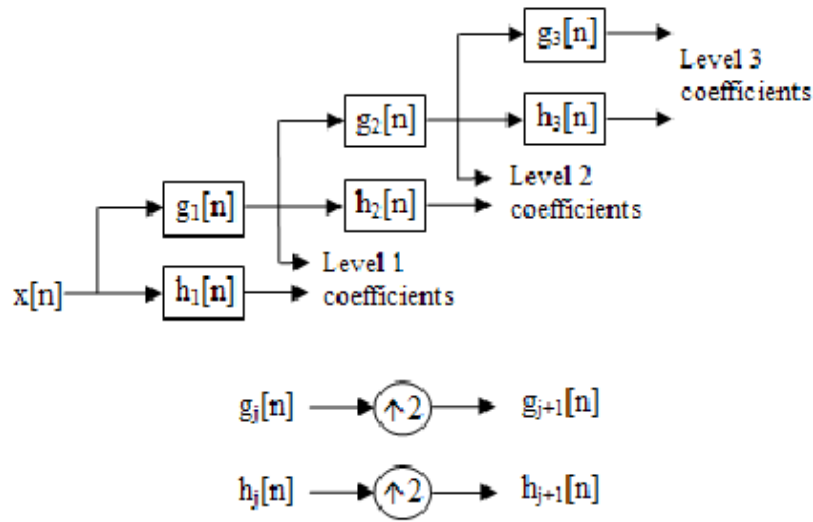 g₃[n]
Level 3
coefficients
g₂[n]
h₃[n]
Level 2
coefficients
g₁[n]
h₂[n]
Level 1
coefficients
x[n]
h₁[n]
gⱼ[n] ↑2 gⱼ₊₁[n]
hⱼ[n] ↑2 hⱼ₊₁[n]